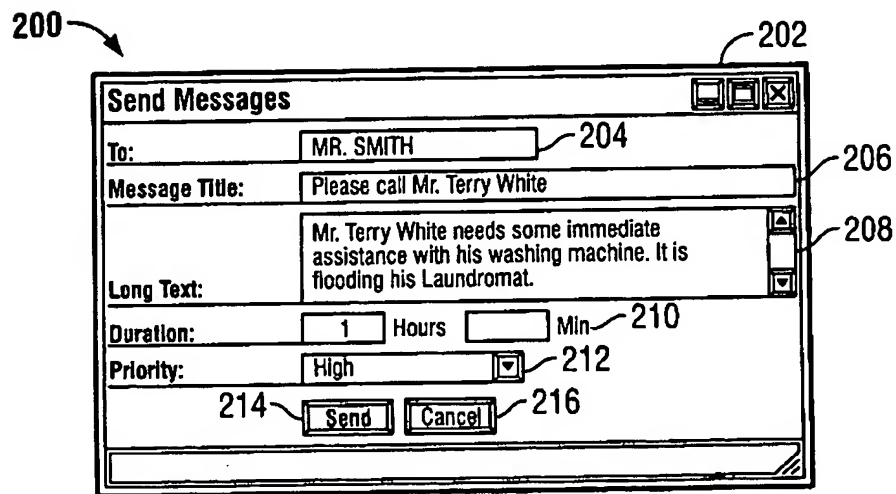 200
202
Send Messages
To: MR. SMITH 204
Message Title: Please call Mr. Terry White 206
Mr. Terry White needs some immediate
assistance with his washing machine. It is
flooding his Laundromat.
208
Long Text:
Duration: 1 Hours Min 210
Priority: High 212
214 Send Cancel 216